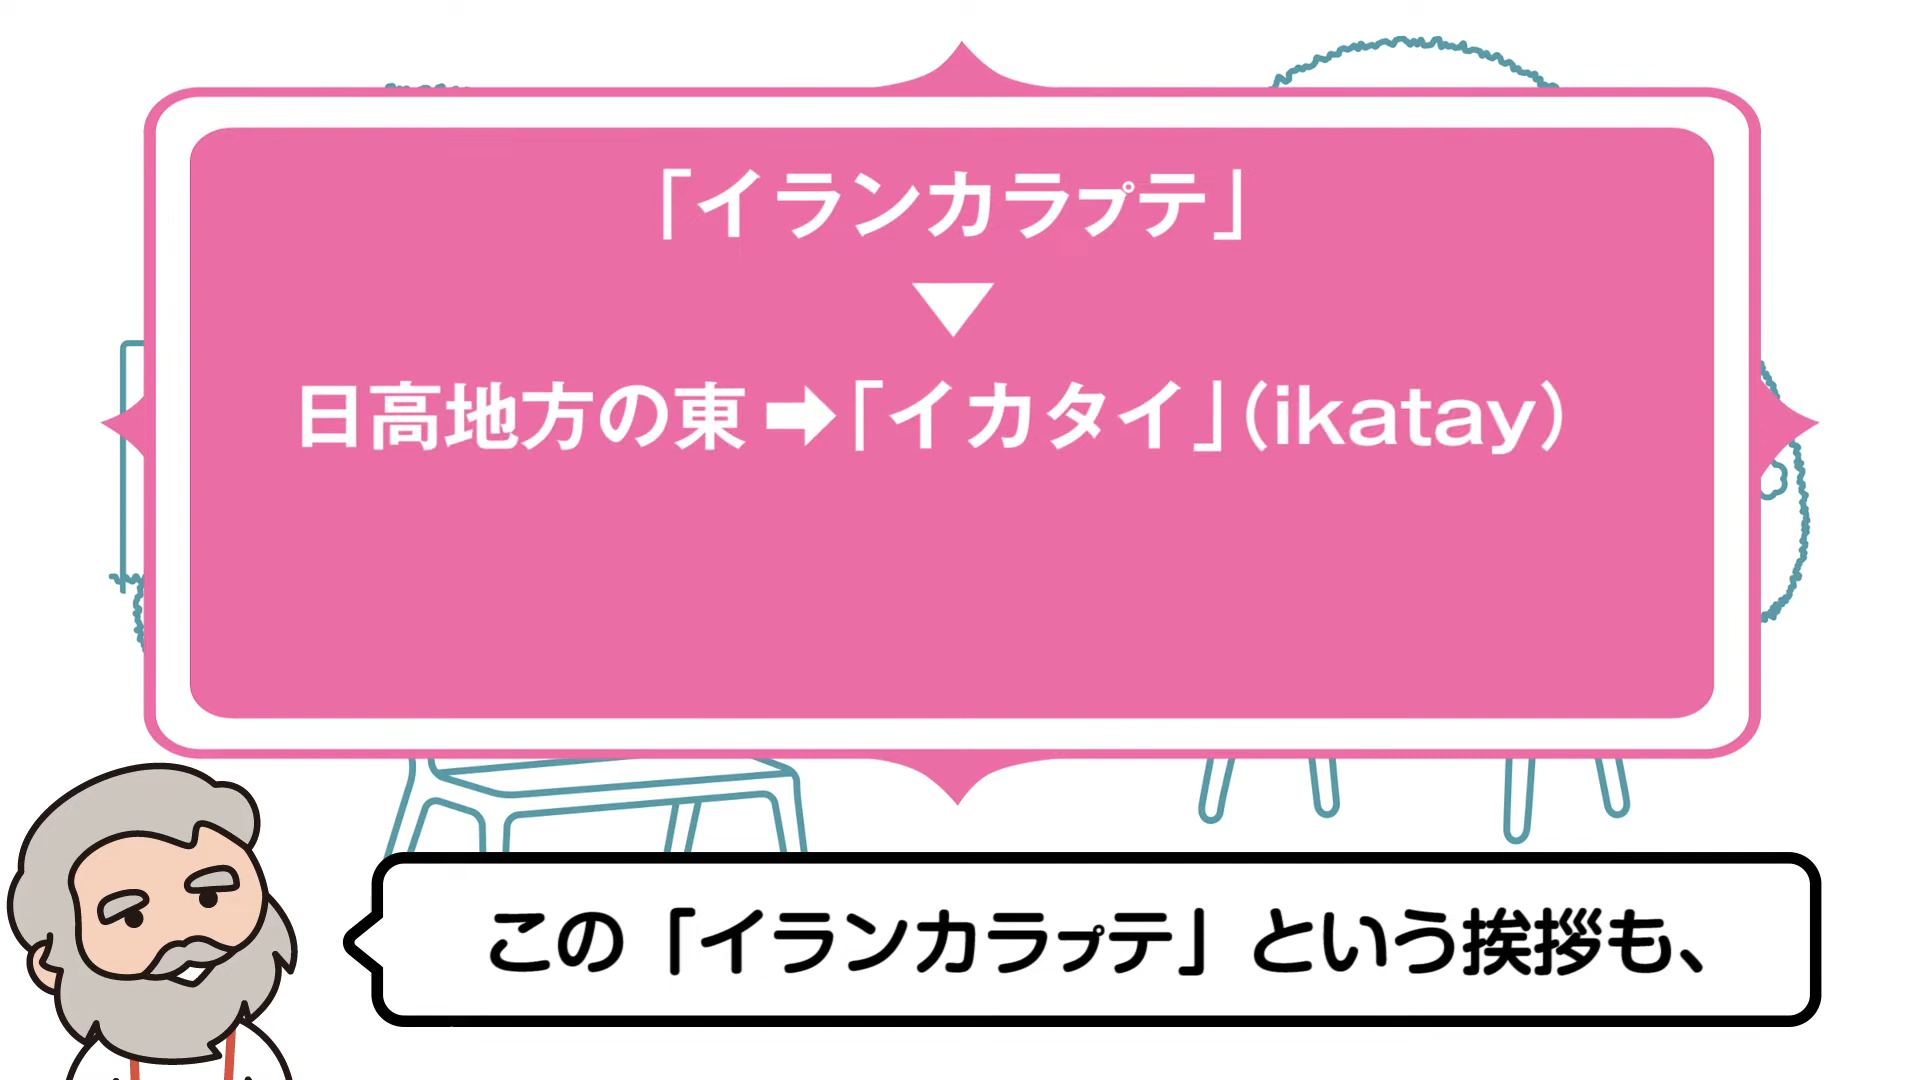 「イランカラㇷ゚テ」
▼
日高地方の東➡「イカタイ」(ikatay)
この「イランカラㇷ゚テ」という挨拶も、